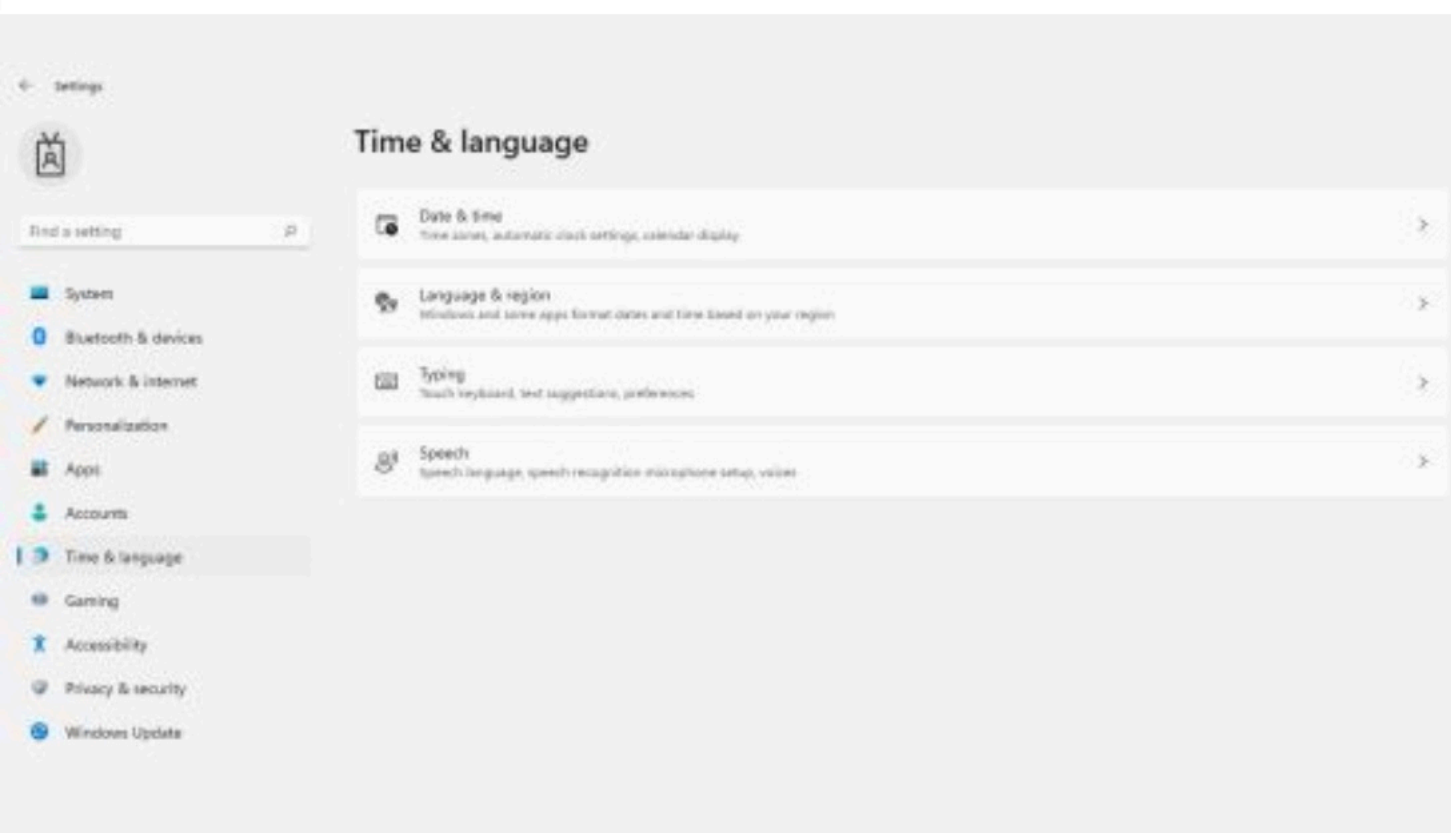 Settings
Time & language
Find a setting
System
Bluetooth & devices
Network & internet
Personalization
Apps
Accounts
Time & language
Gaming
Accessibility
Privacy & security
Windows Update
Date & time
Time zones, automatic clock settings, calendar display
Language & region
Windows and some apps format dates and time based on your region
Typing
Touch keyboard, text suggestions, preferences
Speech
Speech language, speech recognition microphone setup, voices